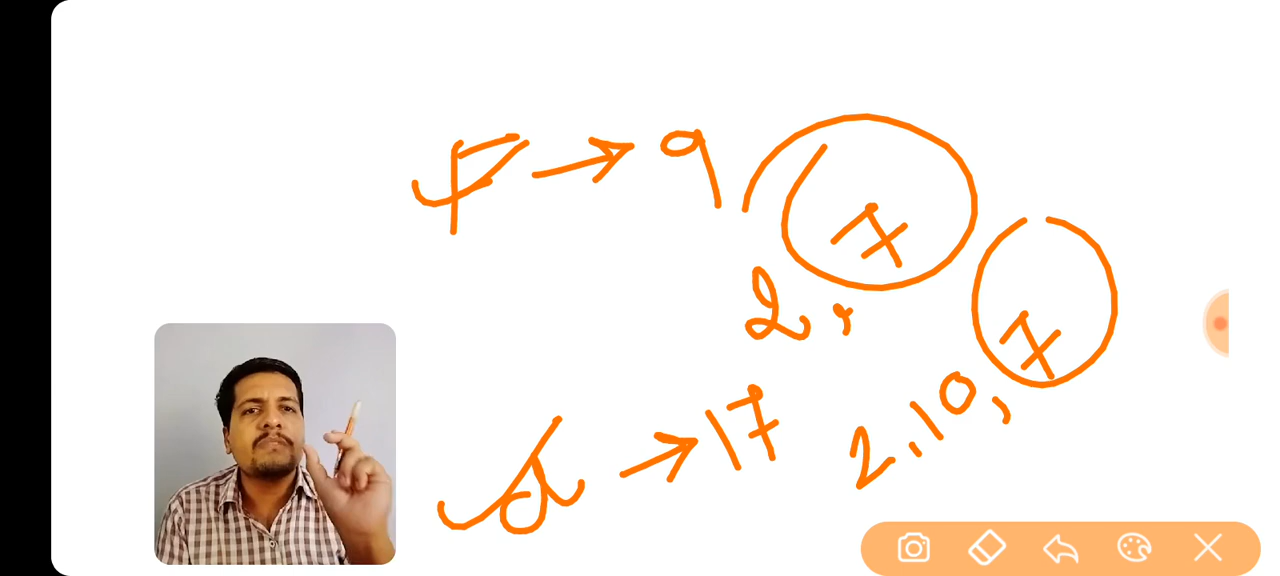 F → 9
7
2,
7
d → 17 2,10,